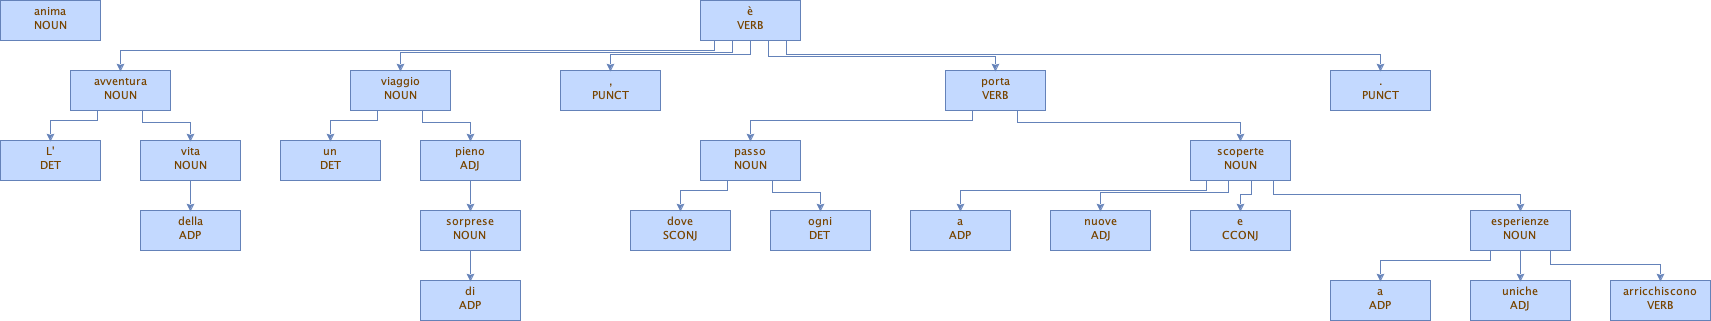 anima
NOUN
è
VERB
avventura
NOUN
viaggio
NOUN
,
PUNCT
porta
VERB
.
PUNCT
L'
DET
vita
NOUN
un
DET
pieno
ADJ
passo
NOUN
scoperte
NOUN
della
ADP
sorprese
NOUN
dove
SCONJ
ogni
DET
a
ADP
nuove
ADJ
e
CCONJ
esperienze
NOUN
di
ADP
a
ADP
uniche
ADJ
arricchiscono
VERB